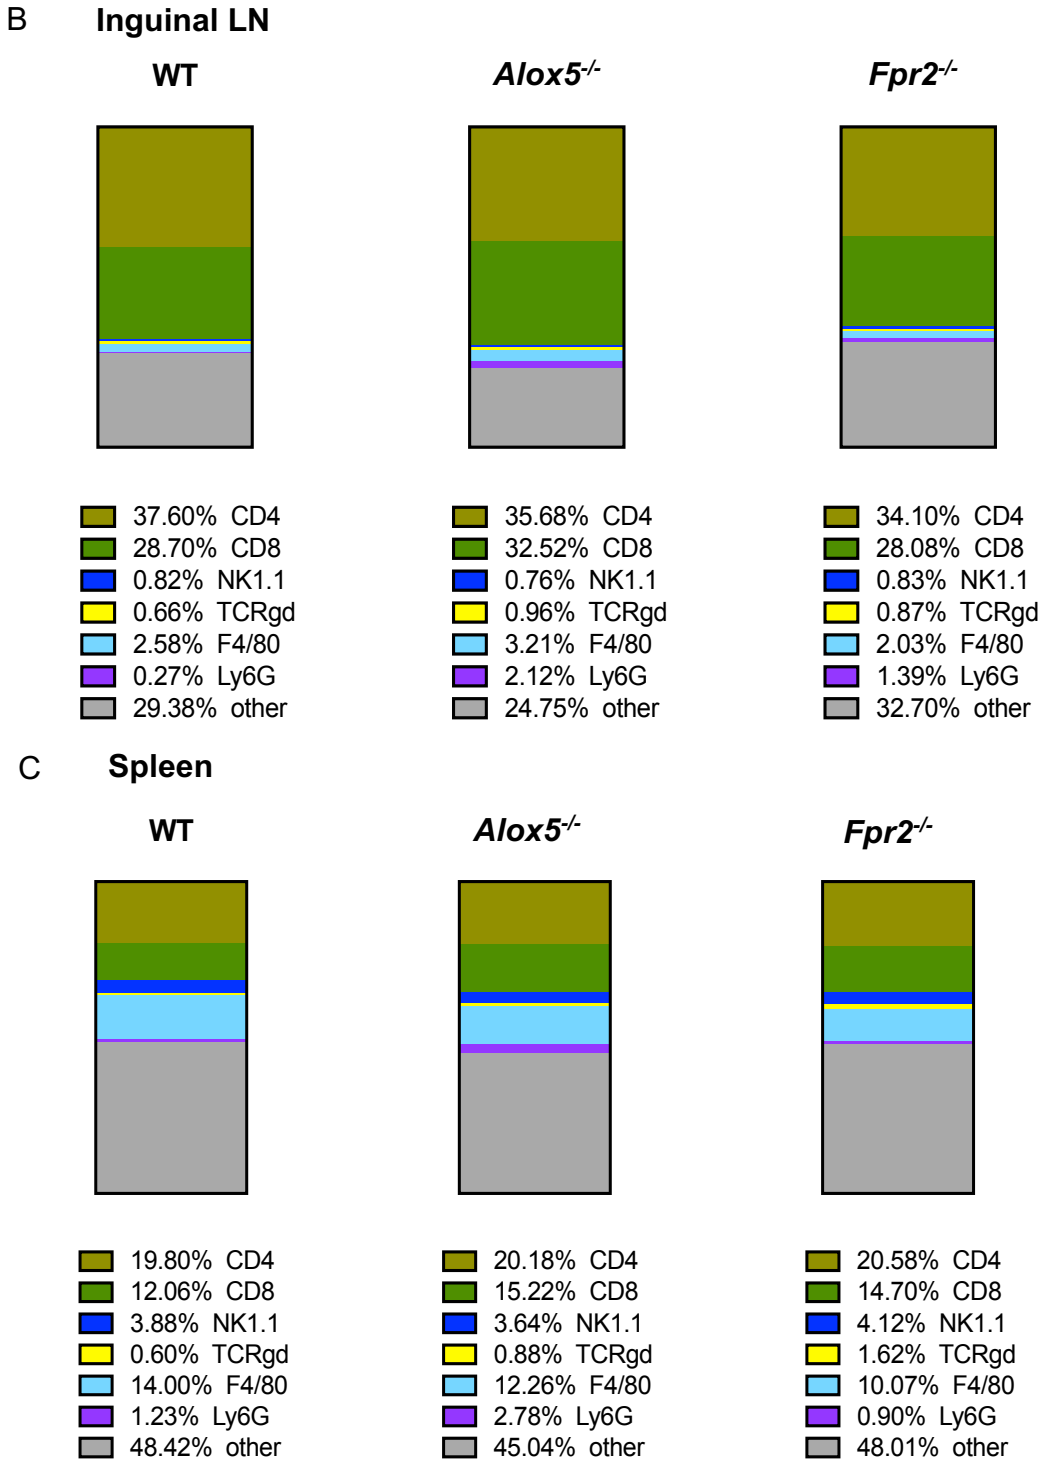 B Inguinal LN
WT Alox5-/- Fpr2-/-
37.60% CD4 35.68% CD4 34.10% CD4
28.70% CD8 32.52% CD8 28.08% CD8
0.82% NK1.1 0.76% NK1.1 0.83% NK1.1
0.66% TCRgd 0.96% TCRgd 0.87% TCRgd
2.58% F4/80 3.21% F4/80 2.03% F4/80
0.27% Ly6G 2.12% Ly6G 1.39% Ly6G
29.38% other 24.75% other 32.70% other
C Spleen
WT Alox5-/- Fpr2-/-
19.80% CD4 20.18% CD4 20.58% CD4
12.06% CD8 15.22% CD8 14.70% CD8
3.88% NK1.1 3.64% NK1.1 4.12% NK1.1
0.60% TCRgd 0.88% TCRgd 1.62% TCRgd
14.00% F4/80 12.26% F4/80 10.07% F4/80
1.23% Ly6G 2.78% Ly6G 0.90% Ly6G
48.42% other 45.04% other 48.01% other